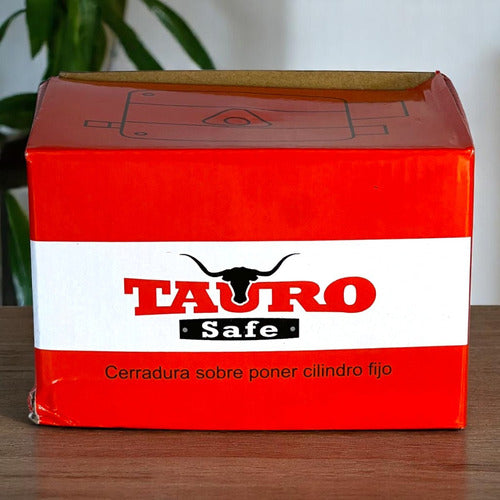 TAURO
Safe
Cerradura sobre poner cilindro fijo